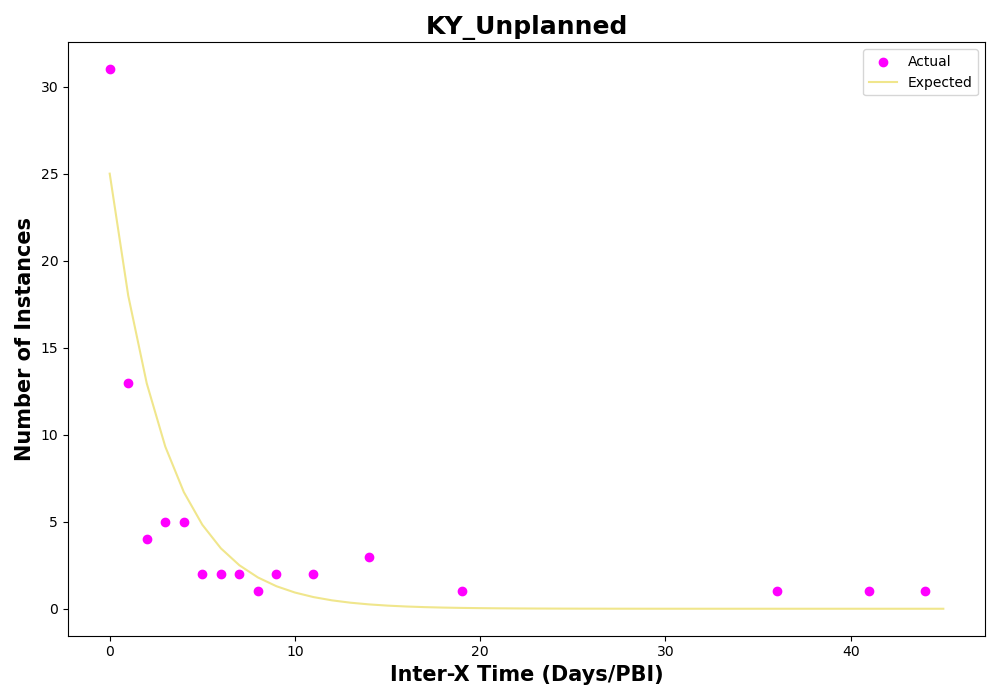 KY_Unplanned
Actual
Expected
Number of Instances
30
25
20
15
10
5
0
0 10 20 30 40
Inter-X Time (Days/PBI)